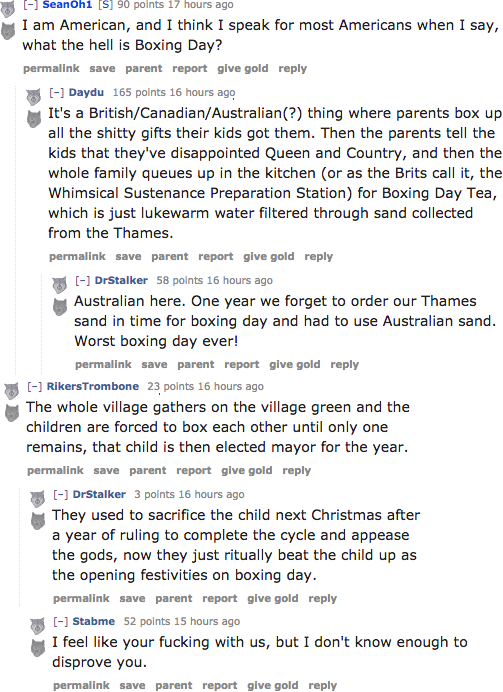 [–] SeanOh1 [S] 90 points 17 hours ago
I am American, and I think I speak for most Americans when I say,
what the hell is Boxing Day?
permalink save parent report give gold reply
[–] Daydu 165 points 16 hours ago
It's a British/Canadian/Australian(?) thing where parents box up
all the shitty gifts their kids got them. Then the parents tell the
kids that they've disappointed Queen and Country, and then the
whole family queues up in the kitchen (or as the Brits call it, the
Whimsical Sustenance Preparation Station) for Boxing Day Tea,
which is just lukewarm water filtered through sand collected
from the Thames.
permalink save parent report give gold reply
[–] DrStalker 58 points 16 hours ago
Australian here. One year we forget to order our Thames
sand in time for boxing day and had to use Australian sand.
Worst boxing day ever!
permalink save parent report give gold reply
[–] RikersTrombone 23 points 16 hours ago
The whole village gathers on the village green and the
children are forced to box each other until only one
remains, that child is then elected mayor for the year.
permalink save parent report give gold reply
[–] DrStalker 3 points 16 hours ago
They used to sacrifice the child next Christmas after
a year of ruling to complete the cycle and appease
the gods, now they just ritually beat the child up as
the opening festivities on boxing day.
permalink save parent report give gold reply
[–] Stabme 52 points 15 hours ago
I feel like your fucking with us, but I don't know enough to
disprove you.
permalink save parent report give gold reply